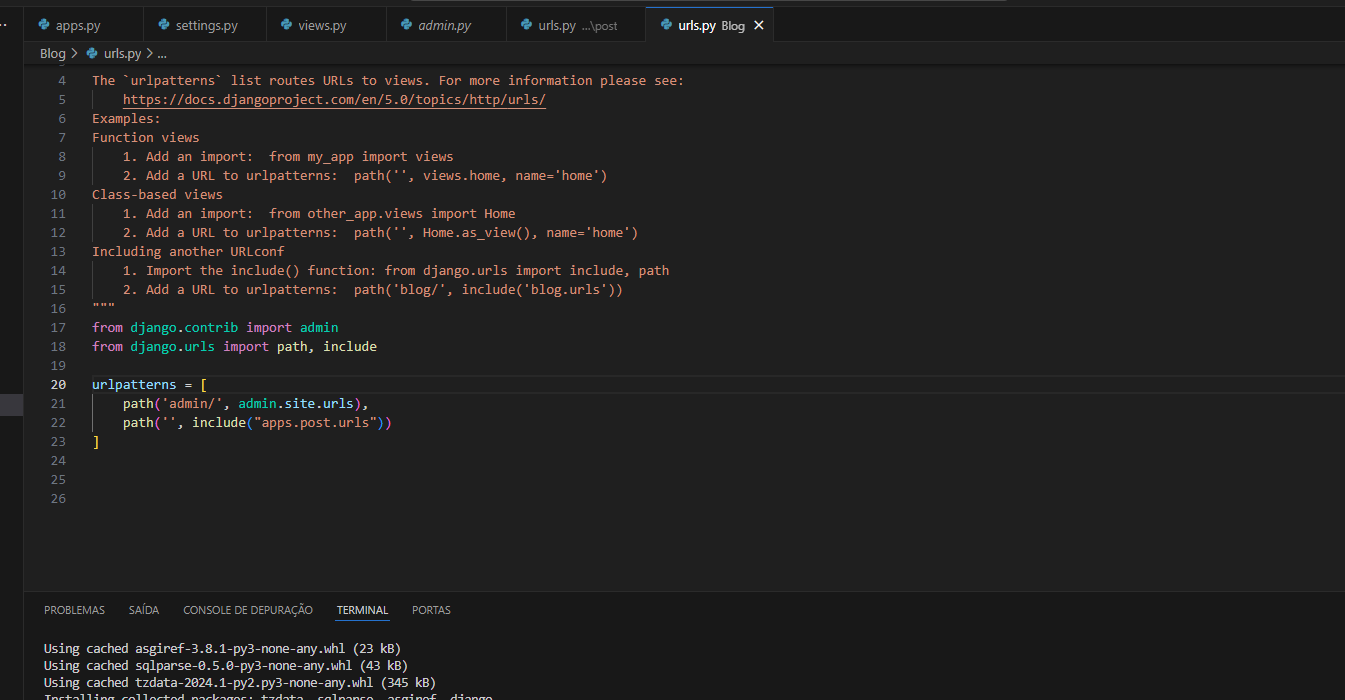 apps.py settings.py views.py admin.py urls.py ...\post urls.py Blog
Blog > urls.py > ...
4 The `urlpatterns` list routes URLs to views. For more information please see:
5 https://docs.djangoproject.com/en/5.0/topics/http/urls/
6 Examples:
7 Function views
8 1. Add an import:  from my_app import views
9 2. Add a URL to urlpatterns:  path('', views.home, name='home')
10 Class-based views
11 1. Add an import:  from other_app.views import Home
12 2. Add a URL to urlpatterns:  path('', Home.as_view(), name='home')
13 Including another URLconf
14 1. Import the include() function: from django.urls import include, path
15 2. Add a URL to urlpatterns:  path('blog/', include('blog.urls'))
16 """
17 from django.contrib import admin
18 from django.urls import path, include
19
20 urlpatterns = [
21 path('admin/', admin.site.urls),
22 path('', include("apps.post.urls"))
23 ]
24
25
26
PROBLEMAS SAÍDA CONSOLE DE DEPURAÇÃO TERMINAL PORTAS
Using cached asgiref-3.8.1-py3-none-any.whl (23 kB)
Using cached sqlparse-0.5.0-py3-none-any.whl (43 kB)
Using cached tzdata-2024.1-py2.py3-none-any.whl (345 kB)
Installing collected packages: tzdata, sqlparse, asgiref, django